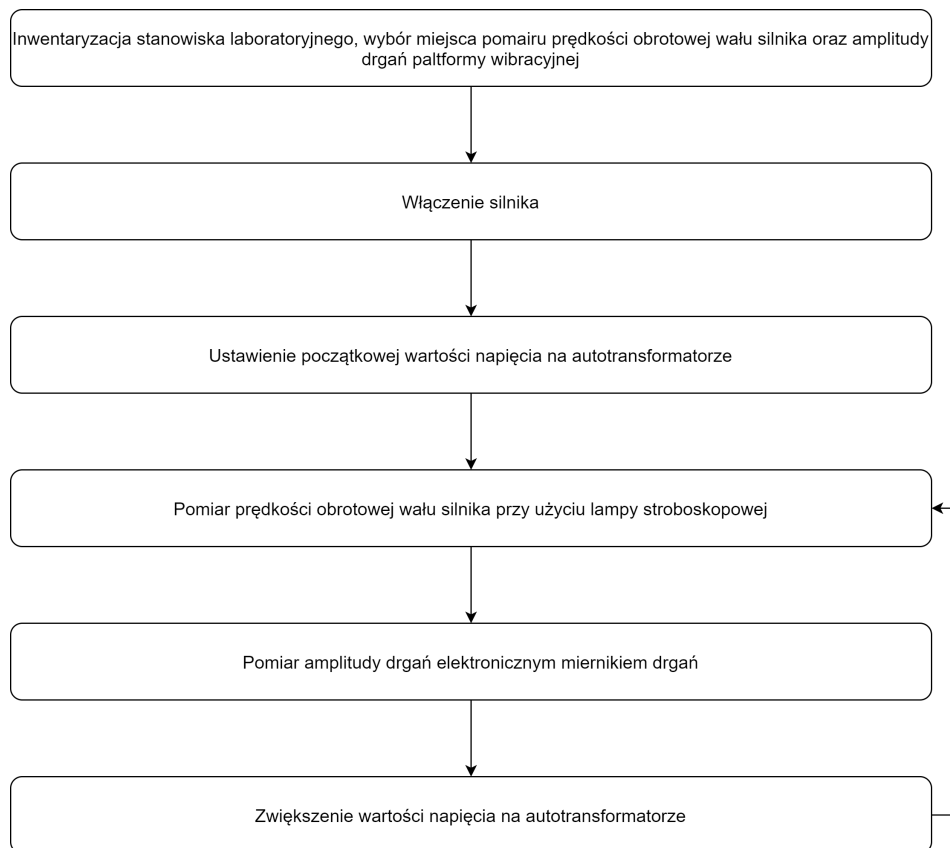 Inwentaryzacja stanowiska laboratoryjnego, wybór miejsca pomairu prędkości obrotowej wału silnika oraz amplitudy
drgań paltformy wibracyjnej
Włączenie silnika
Ustawienie początkowej wartości napięcia na autotransformatorze
Pomiar prędkości obrotowej wału silnika przy użyciu lampy stroboskopowej
Pomiar amplitudy drgań elektronicznym miernikiem drgań
Zwiększenie wartości napięcia na autotransformatorze